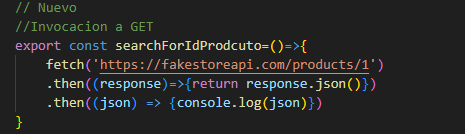 // Nuevo
//Invocacion a GET
export const searchForIdProdcuto=()=>{
    fetch('https://fakestoreapi.com/products/1')
    .then((response)=>{return response.json()})
    .then((json) => {console.log(json)})
}